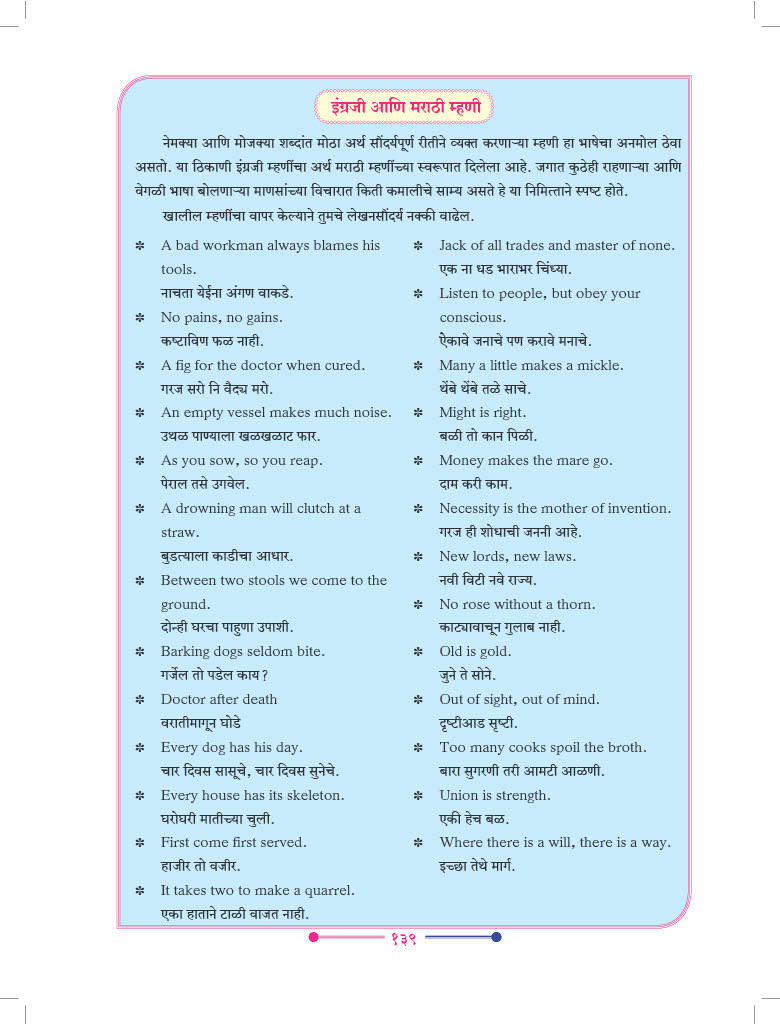 इंग्रजी आणि मराठी म्हणी
नेमक्या आणि मोजक्या शब्दांत मोठा अर्थ सौंदर्यपूर्ण रीतीने व्यक्त करणाऱ्या म्हणी हा भाषेचा अनमोल ठेवा
असतो. या ठिकाणी इंग्रजी म्हणींचा अर्थ मराठी म्हणींच्या स्वरूपात दिलेला आहे. जगात कुठेही राहणाऱ्या आणि
वेगळी भाषा बोलणाऱ्या माणसांच्या विचारात किती कमालीचे साम्य असते हे या निमित्ताने स्पष्ट होते.
खालील म्हणींचा वापर केल्याने तुमचे लेखनसौंदर्य नक्की वाढेल.
✽ A bad workman always blames his
tools.
नाचता येईना अंगण वाकडे.
✽ No pains, no gains.
कष्टाविण फळ नाही.
✽ A fig for the doctor when cured.
गरज सरो नि वैद्य मरो.
✽ An empty vessel makes much noise.
उथळ पाण्याला खळखळाट फार.
✽ As you sow, so you reap.
पेराल तसे उगवेल.
✽ A drowning man will clutch at a
straw.
बुडत्याला काडीचा आधार.
✽ Between two stools we come to the
ground.
दोन्ही घरचा पाहुणा उपाशी.
✽ Barking dogs seldom bite.
गर्जेल तो पडेल काय?
✽ Doctor after death
वरातीमागून घोडे
✽ Every dog has his day.
चार दिवस सासूचे, चार दिवस सुनेचे.
✽ Every house has its skeleton.
घरोघरी मातीच्या चुली.
✽ First come first served.
हाजीर तो वजीर.
✽ It takes two to make a quarrel.
एका हाताने टाळी वाजत नाही.
✽ Jack of all trades and master of none.
एक ना धड भाराभर चिंध्या.
✽ Listen to people, but obey your
conscious.
ऐकावे जनाचे पण करावे मनाचे.
✽ Many a little makes a mickle.
थेंबे थेंबे तळे साचे.
✽ Might is right.
बळी तो कान पिळी.
✽ Money makes the mare go.
दाम करी काम.
✽ Necessity is the mother of invention.
गरज ही शोधाची जननी आहे.
✽ New lords, new laws.
नवी विटी नवे राज्य.
✽ No rose without a thorn.
काट्यावाचून गुलाब नाही.
✽ Old is gold.
जुने ते सोने.
✽ Out of sight, out of mind.
दृष्टीआड सृष्टी.
✽ Too many cooks spoil the broth.
बारा सुगरणी तरी आमटी आळणी.
✽ Union is strength.
एकी हेच बळ.
✽ Where there is a will, there is a way.
इच्छा तेथे मार्ग.
१३९